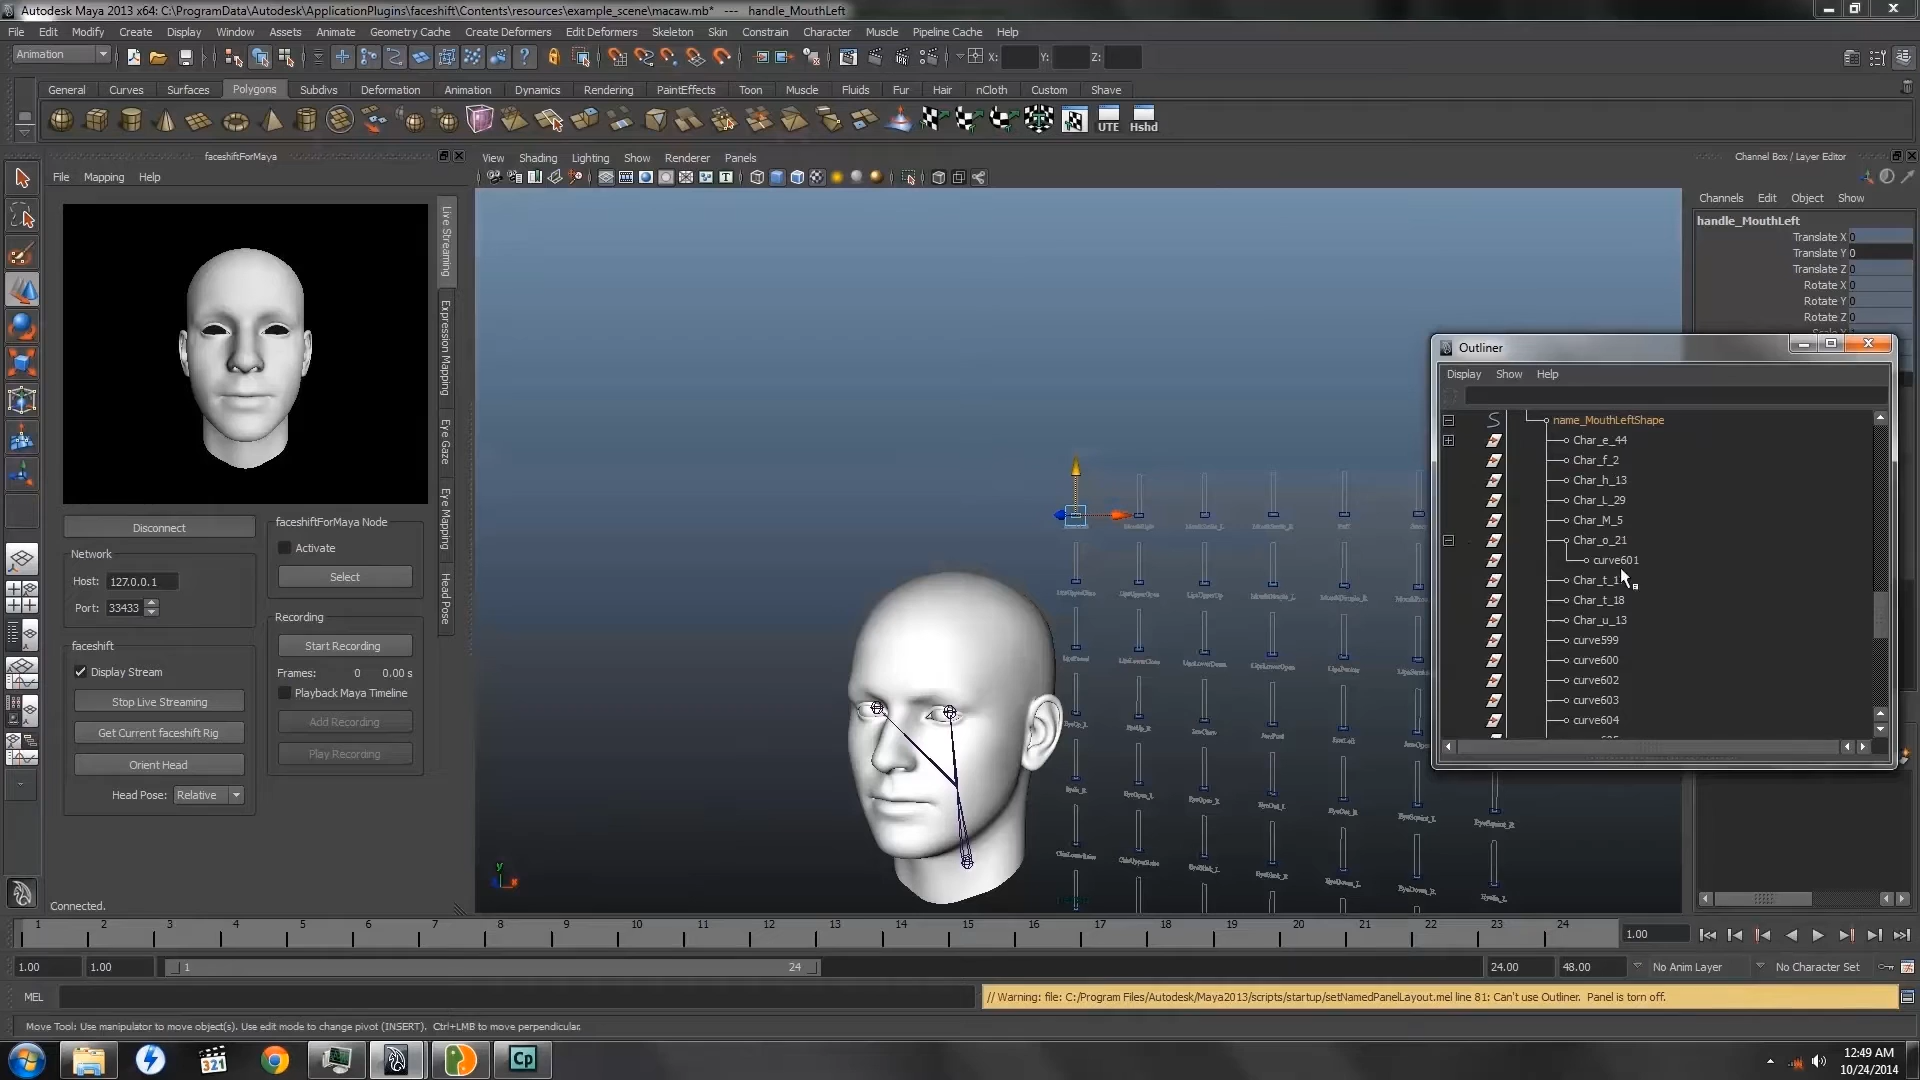 Autodesk Maya 2013 x64: C:\ProgramData\Autodesk\ApplicationPlugins\faceshift\Contents\resources\example_scene\macaw.mb* --- handle_MouthLeft
File Edit Modify Create Display Window Assets Animate Geometry Cache Create Deformers Edit Deformers Skeleton Skin Constrain Character Muscle Pipeline Cache Help
Animation X: Y: Z:
General Curves Surfaces Polygons Subdivs Deformation Animation Dynamics Rendering PaintEffects Toon Muscle Fluids Fur Hair nCloth Custom Shave
UTE Hshd
faceshiftForMaya
File Mapping Help
Live Streaming
Expression Mapping
Eye Gaze
Eye Mapping
Head Pose
Disconnect
Network
Host: 127.0.0.1
Port: 33433
faceshift
Display Stream
Stop Live Streaming
Get Current faceshift Rig
Orient Head
Head Pose: Relative
faceshiftForMaya Node
Activate
Select
Recording
Start Recording
Frames: 0 0.00 s
Playback Maya Timeline
Add Recording
Play Recording
Connected.
View Shading Lighting Show Renderer Panels
Channel Box / Layer Editor
Channels Edit Object Show
handle_MouthLeft
Translate X 0
Translate Y 0
Translate Z 0
Rotate X 0
Rotate Y 0
Rotate Z 0
Outliner
Display Show Help
name_MouthLeftShape
Char_e_44
Char_f_2
Char_h_13
Char_L_29
Char_M_5
Char_o_21
curve601
Char_t_1
Char_t_18
Char_u_13
curve599
curve600
curve602
curve603
curve604
y
x
1 2 3 4 5 6 7 8 9 10 11 12 13 14 15 16 17 18 19 20 21 22 23 24 1.00
1.00 1.00 1 24 24.00 48.00 No Anim Layer No Character Set
MEL // Warning: file: C:/Program Files/Autodesk/Maya2013/scripts/startup/setNamedPanelLayout.mel line 81: Can't use Outliner. Panel is torn off.
Move Tool: Use manipulator to move object(s). Use edit mode to change pivot (INSERT). Ctrl+LMB to move perpendicular.
321 Cp
12:49 AM
10/24/2014